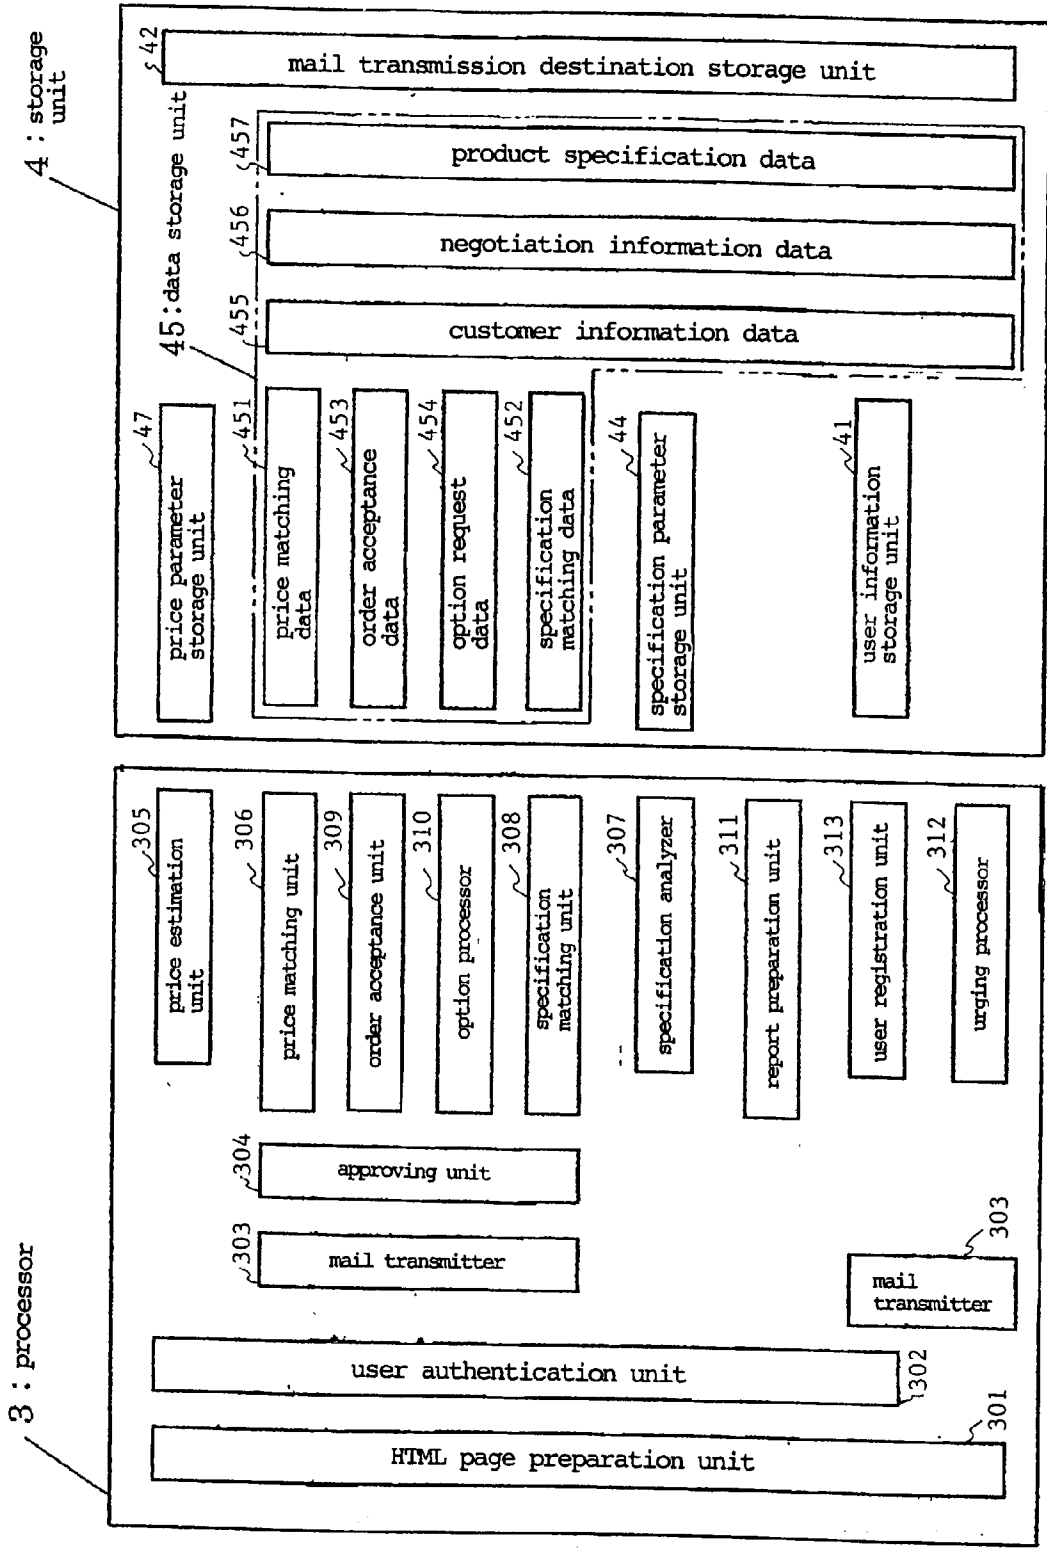 3 : processor
301
HTML page preparation unit
302
user authentication unit
303
mail transmitter
303
mail
transmitter
304
approving unit
305
price estimation
unit
306
price matching unit
309
order acceptance unit
310
option processor
308
specification
matching unit
307
specification analyzer
311
report preparation unit
313
user registration unit
312
urging processor
4 : storage
unit
47
price parameter
storage unit
45:data storage unit
451
price matching
data
453
order acceptance
data
454
option request
data
452
specification
matching data
44
specification parameter
storage unit
41
user information
storage unit
455
customer information data
456
negotiation information data
457
product specification data
42
mail transmission destination storage unit